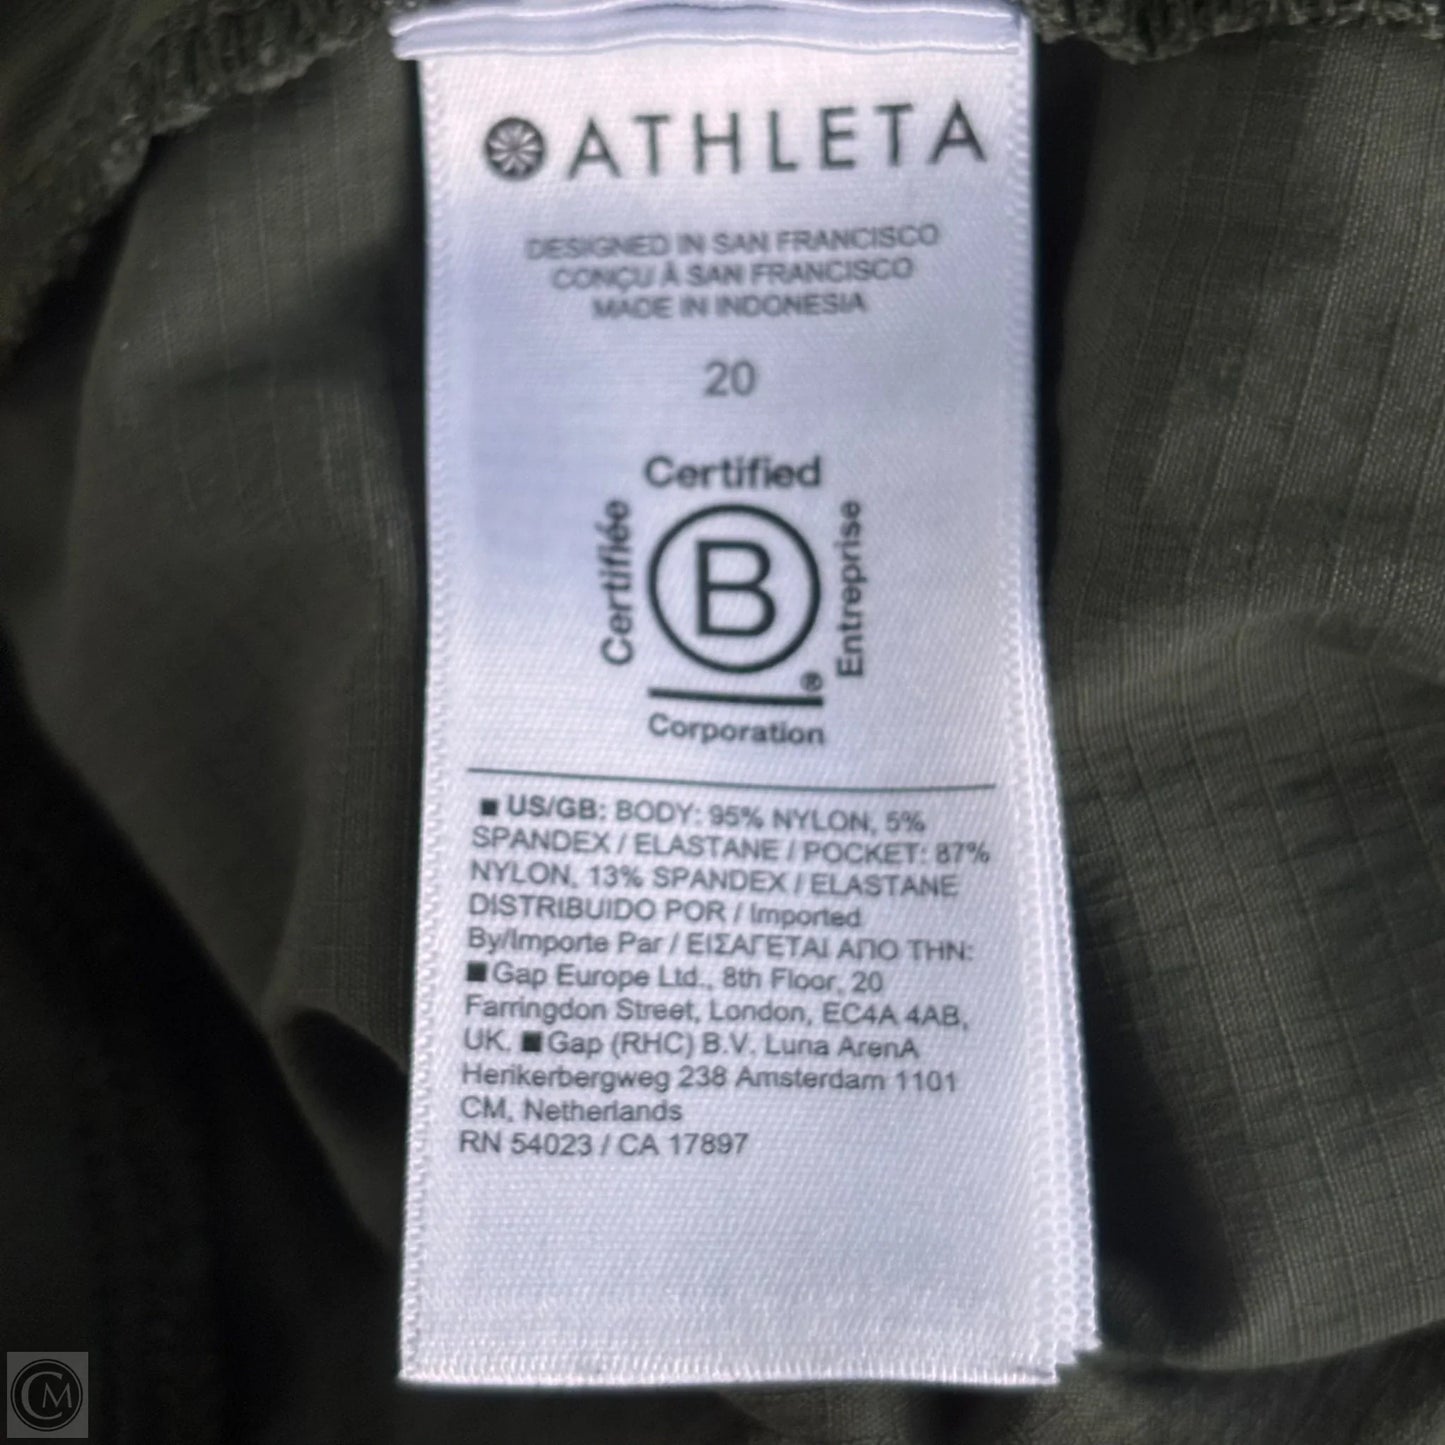 ATHLETA
DESIGNED IN SAN FRANCISCO
CONÇU À SAN FRANCISCO
MADE IN INDONESIA
20
Certified
Certifiée
B
Entreprise
®
Corporation
■ US/GB: BODY: 95% NYLON, 5%
SPANDEX / ELASTANE / POCKET: 87%
NYLON, 13% SPANDEX / ELASTANE
DISTRIBUIDO POR / Imported
By/Importe Par / ΕΙΣΑΓΕΤΑΙ ΑΠΟ ΤΗΝ:
■ Gap Europe Ltd., 8th Floor, 20
Farringdon Street, London, EC4A 4AB,
UK. ■ Gap (RHC) B.V. Luna ArenA
Herikerbergweg 238 Amsterdam 1101
CM, Netherlands
RN 54023 / CA 17897
CM